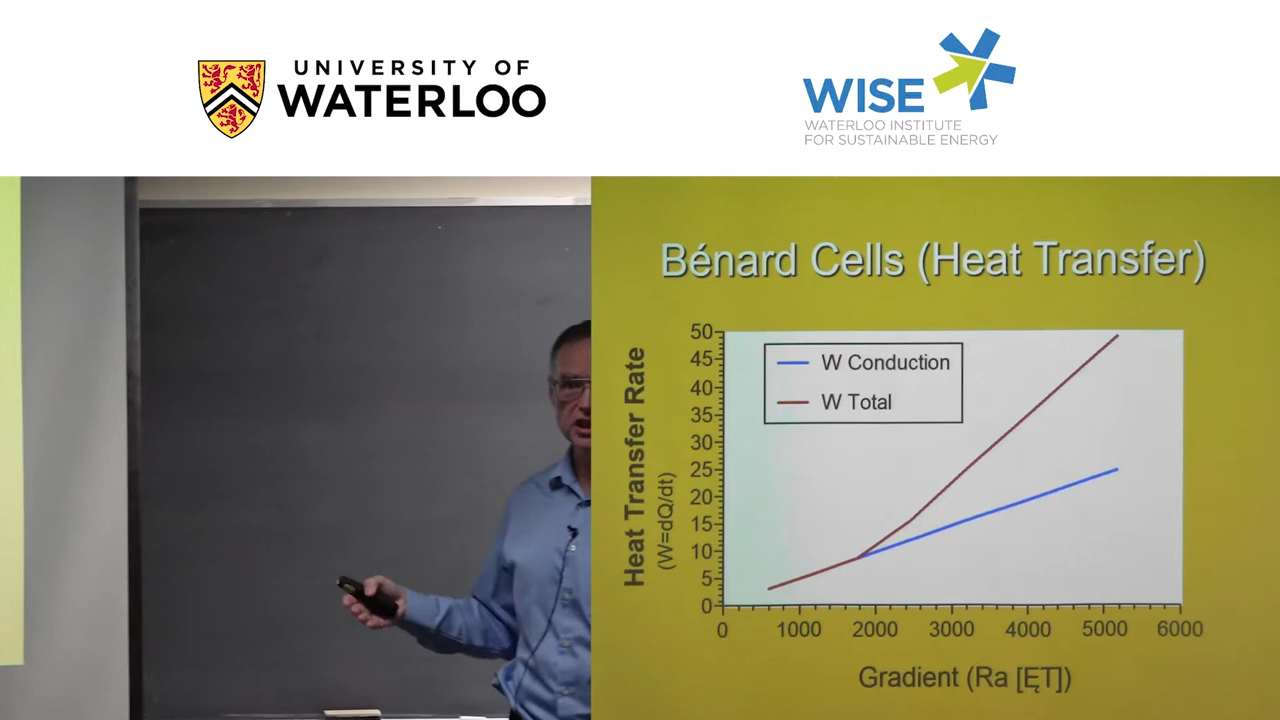 UNIVERSITY OF
WATERLOO
WISE
WATERLOO INSTITUTE
FOR SUSTAINABLE ENERGY
Bénard Cells (Heat Transfer)
Heat Transfer Rate
(W=dQ/dt)
50
45
40
35
30
25
20
15
10
5
0
W Conduction
W Total
0 1000 2000 3000 4000 5000 6000
Gradient (Ra [ĘT])